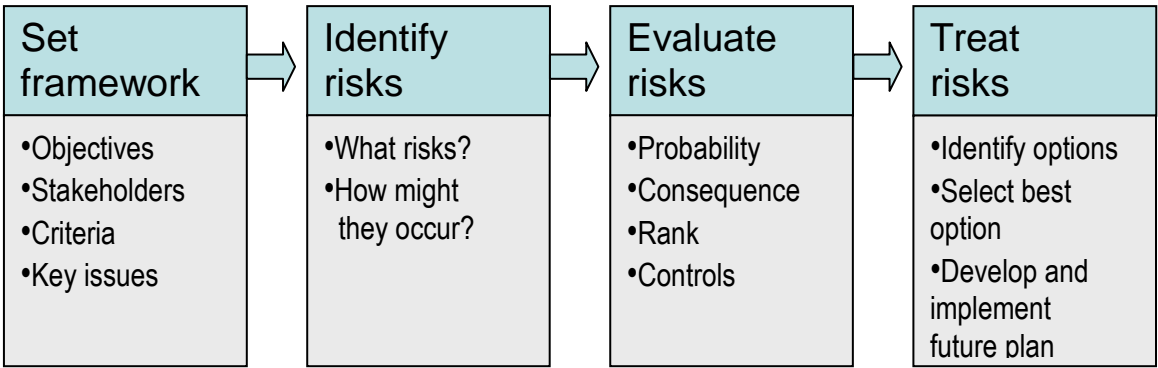 Set
framework
•Objectives
•Stakeholders
•Criteria
•Key issues
Identify
risks
•What risks?
•How might
they occur?
Evaluate
risks
•Probability
•Consequence
•Rank
•Controls
Treat
risks
•Identify options
•Select best
option
•Develop and
implement
future plan